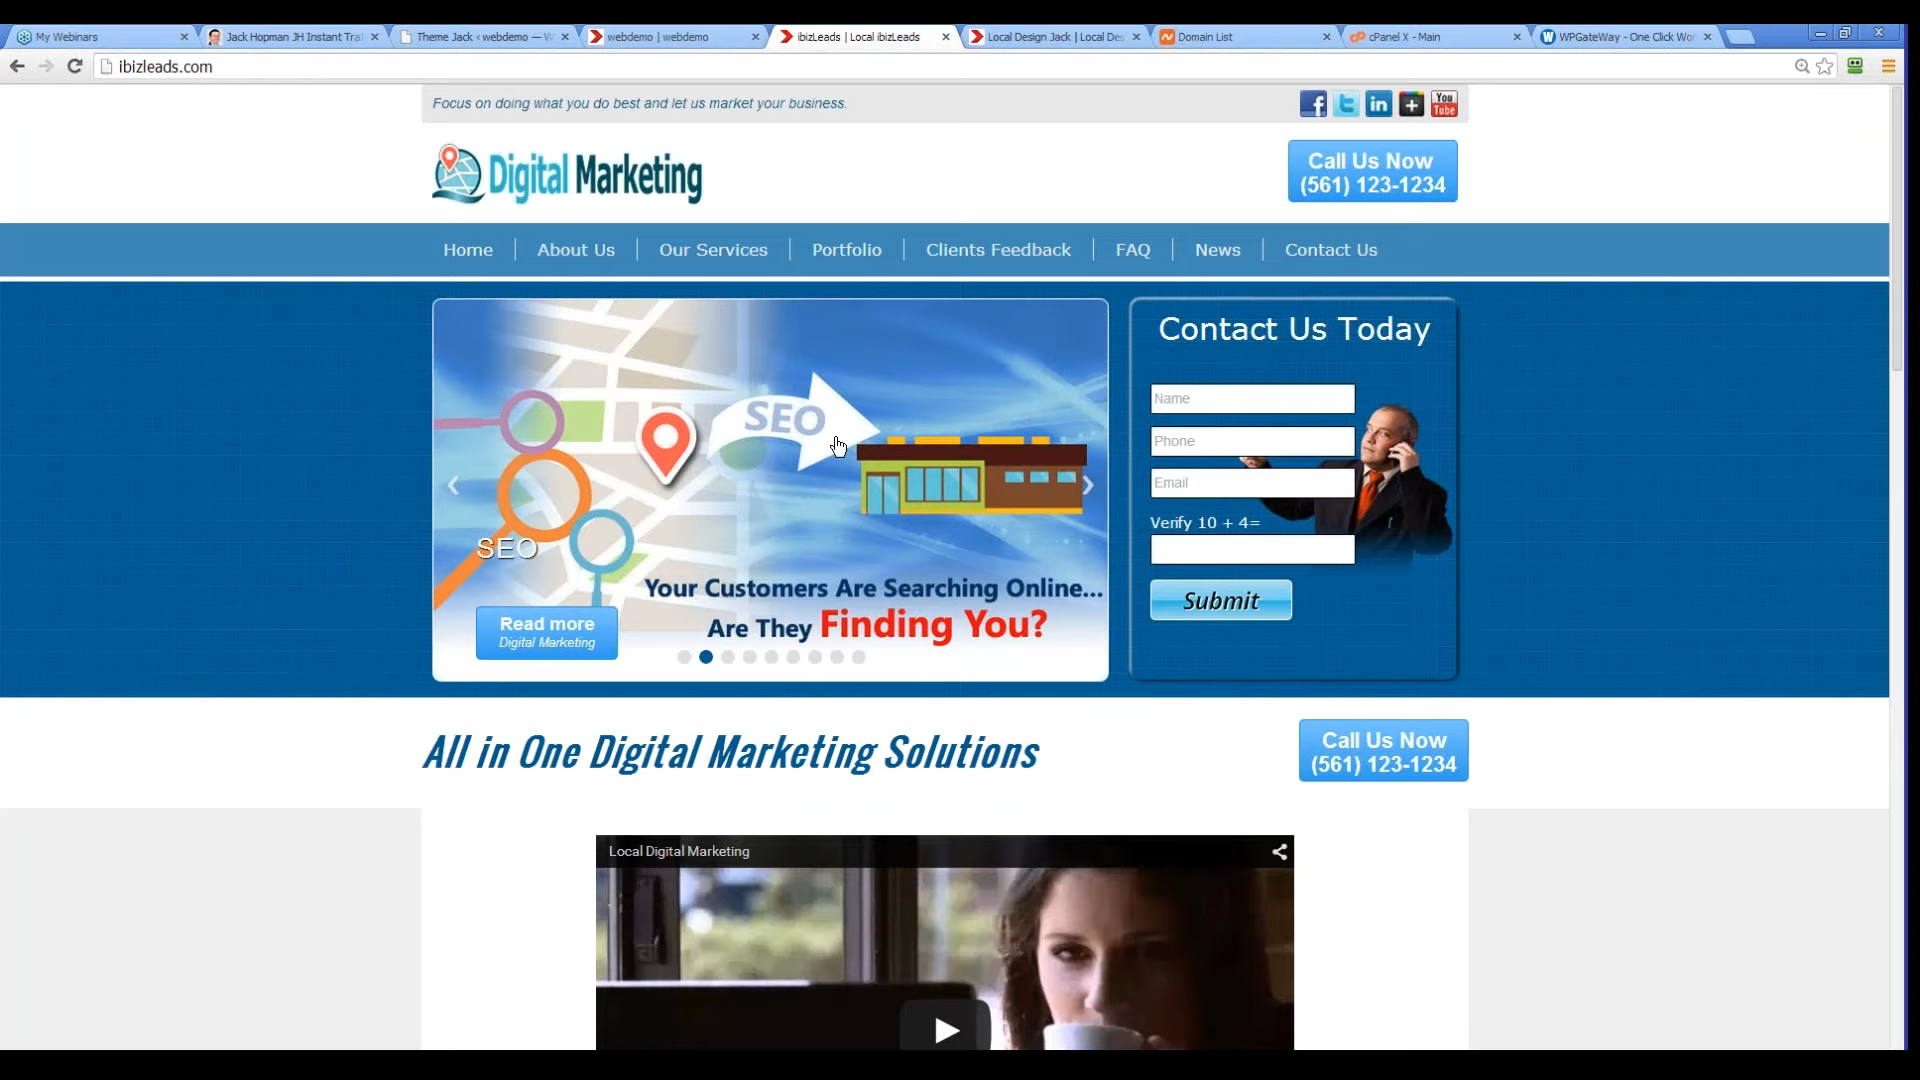 My Webinars
Jack Hopman JH Instant Tra
Theme Jack ‹ webdemo — W
webdemo | webdemo
ibizLeads | Local ibizLeads
Local Design Jack | Local Des
Domain List
cPanel X - Main
WPGateWay - One Click Wor
ibizleads.com
Focus on doing what you do best and let us market your business.
You
Tube
Digital Marketing
Call Us Now
(561) 123-1234
Home
About Us
Our Services
Portfolio
Clients Feedback
FAQ
News
Contact Us
SEO
SEO
Your Customers Are Searching Online...
Are They Finding You?
Read more
Digital Marketing
Contact Us Today
Name
Phone
Email
Verify 10 + 4=
Submit
All in One Digital Marketing Solutions
Call Us Now
(561) 123-1234
Local Digital Marketing